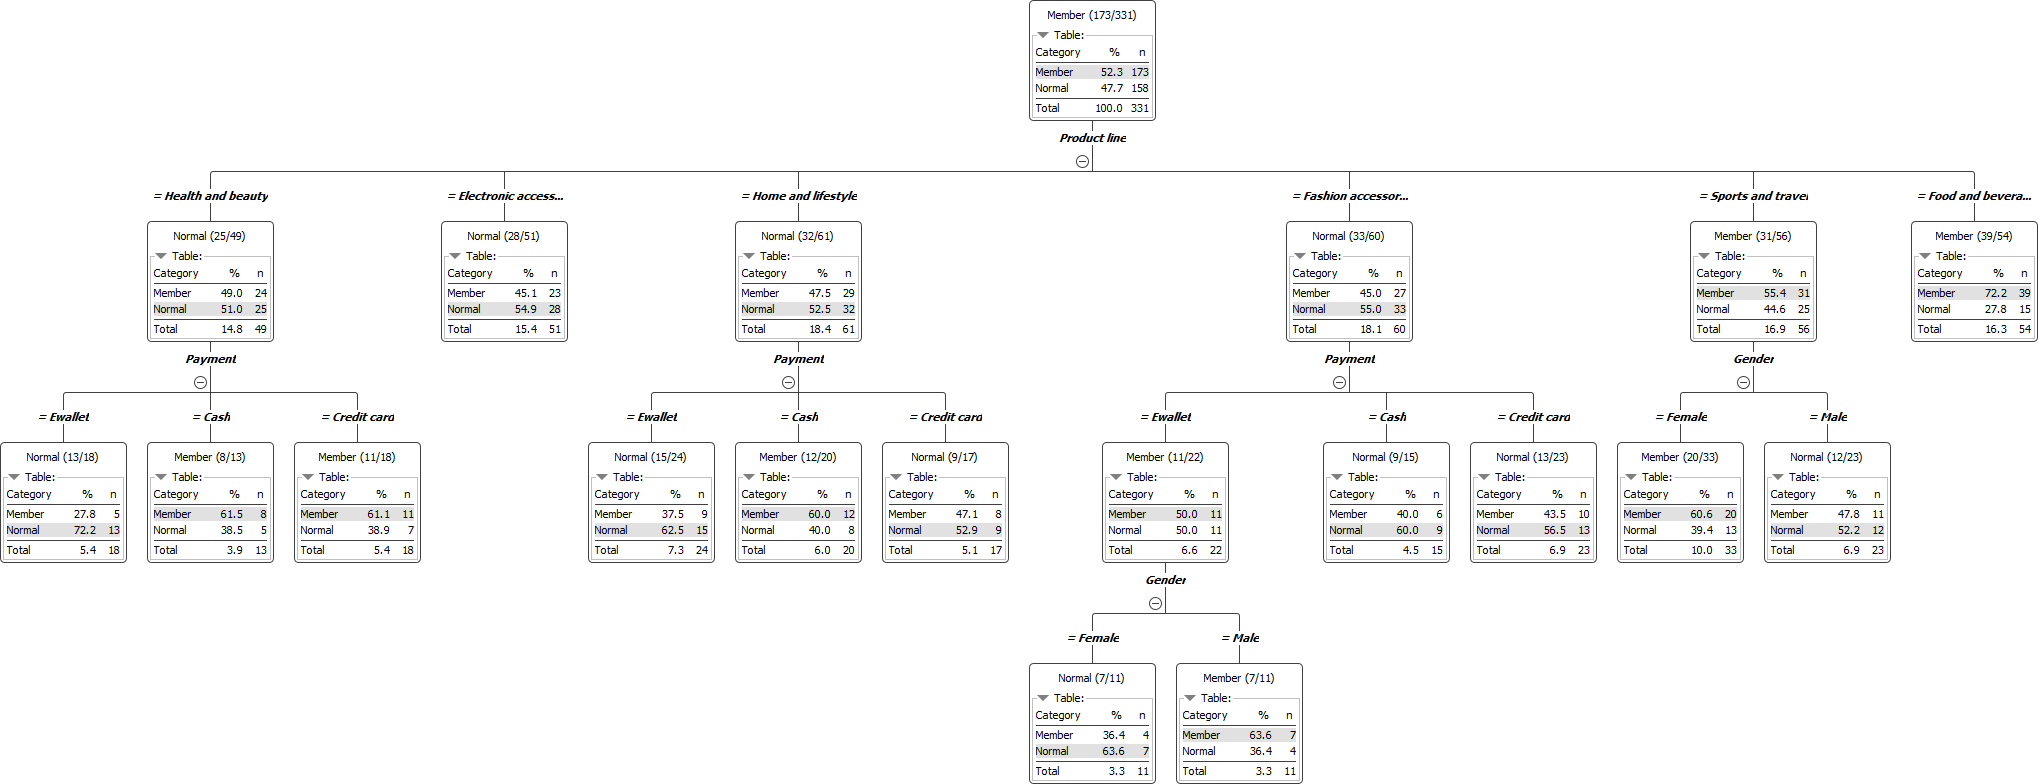 Member (173/331)
Table:
Category % n
Member 52.3 173
Normal 47.7 158
Total 100.0 331
Product line
= Health and beauty
= Electronic access...
= Home and lifestyle
= Fashion accessor...
= Sports and travel
= Food and bevera...
Normal (25/49)
Table:
Category % n
Member 49.0 24
Normal 51.0 25
Total 14.8 49
Payment
Normal (28/51)
Table:
Category % n
Member 45.1 23
Normal 54.9 28
Total 15.4 51
Normal (32/61)
Table:
Category % n
Member 47.5 29
Normal 52.5 32
Total 18.4 61
Payment
Normal (33/60)
Table:
Category % n
Member 45.0 27
Normal 55.0 33
Total 18.1 60
Payment
Member (31/56)
Table:
Category % n
Member 55.4 31
Normal 44.6 25
Total 16.9 56
Gender
Member (39/54)
Table:
Category % n
Member 72.2 39
Normal 27.8 15
Total 16.3 54
= Ewallet
Normal (13/18)
Table:
Category % n
Member 27.8 5
Normal 72.2 13
Total 5.4 18
= Cash
Member (8/13)
Table:
Category % n
Member 61.5 8
Normal 38.5 5
Total 3.9 13
= Credit card
Member (11/18)
Table:
Category % n
Member 61.1 11
Normal 38.9 7
Total 5.4 18
= Ewallet
Normal (15/24)
Table:
Category % n
Member 37.5 9
Normal 62.5 15
Total 7.3 24
= Cash
Member (12/20)
Table:
Category % n
Member 60.0 12
Normal 40.0 8
Total 6.0 20
= Credit card
Normal (9/17)
Table:
Category % n
Member 47.1 8
Normal 52.9 9
Total 5.1 17
= Ewallet
Member (11/22)
Table:
Category % n
Member 50.0 11
Normal 50.0 11
Total 6.6 22
Gender
= Cash
Normal (9/15)
Table:
Category % n
Member 40.0 6
Normal 60.0 9
Total 4.5 15
= Credit card
Normal (13/23)
Table:
Category % n
Member 43.5 10
Normal 56.5 13
Total 6.9 23
= Female
Member (20/33)
Table:
Category % n
Member 60.6 20
Normal 39.4 13
Total 10.0 33
= Male
Normal (12/23)
Table:
Category % n
Member 47.8 11
Normal 52.2 12
Total 6.9 23
= Female
Normal (7/11)
Table:
Category % n
Member 36.4 4
Normal 63.6 7
Total 3.3 11
= Male
Member (7/11)
Table:
Category % n
Member 63.6 7
Normal 36.4 4
Total 3.3 11